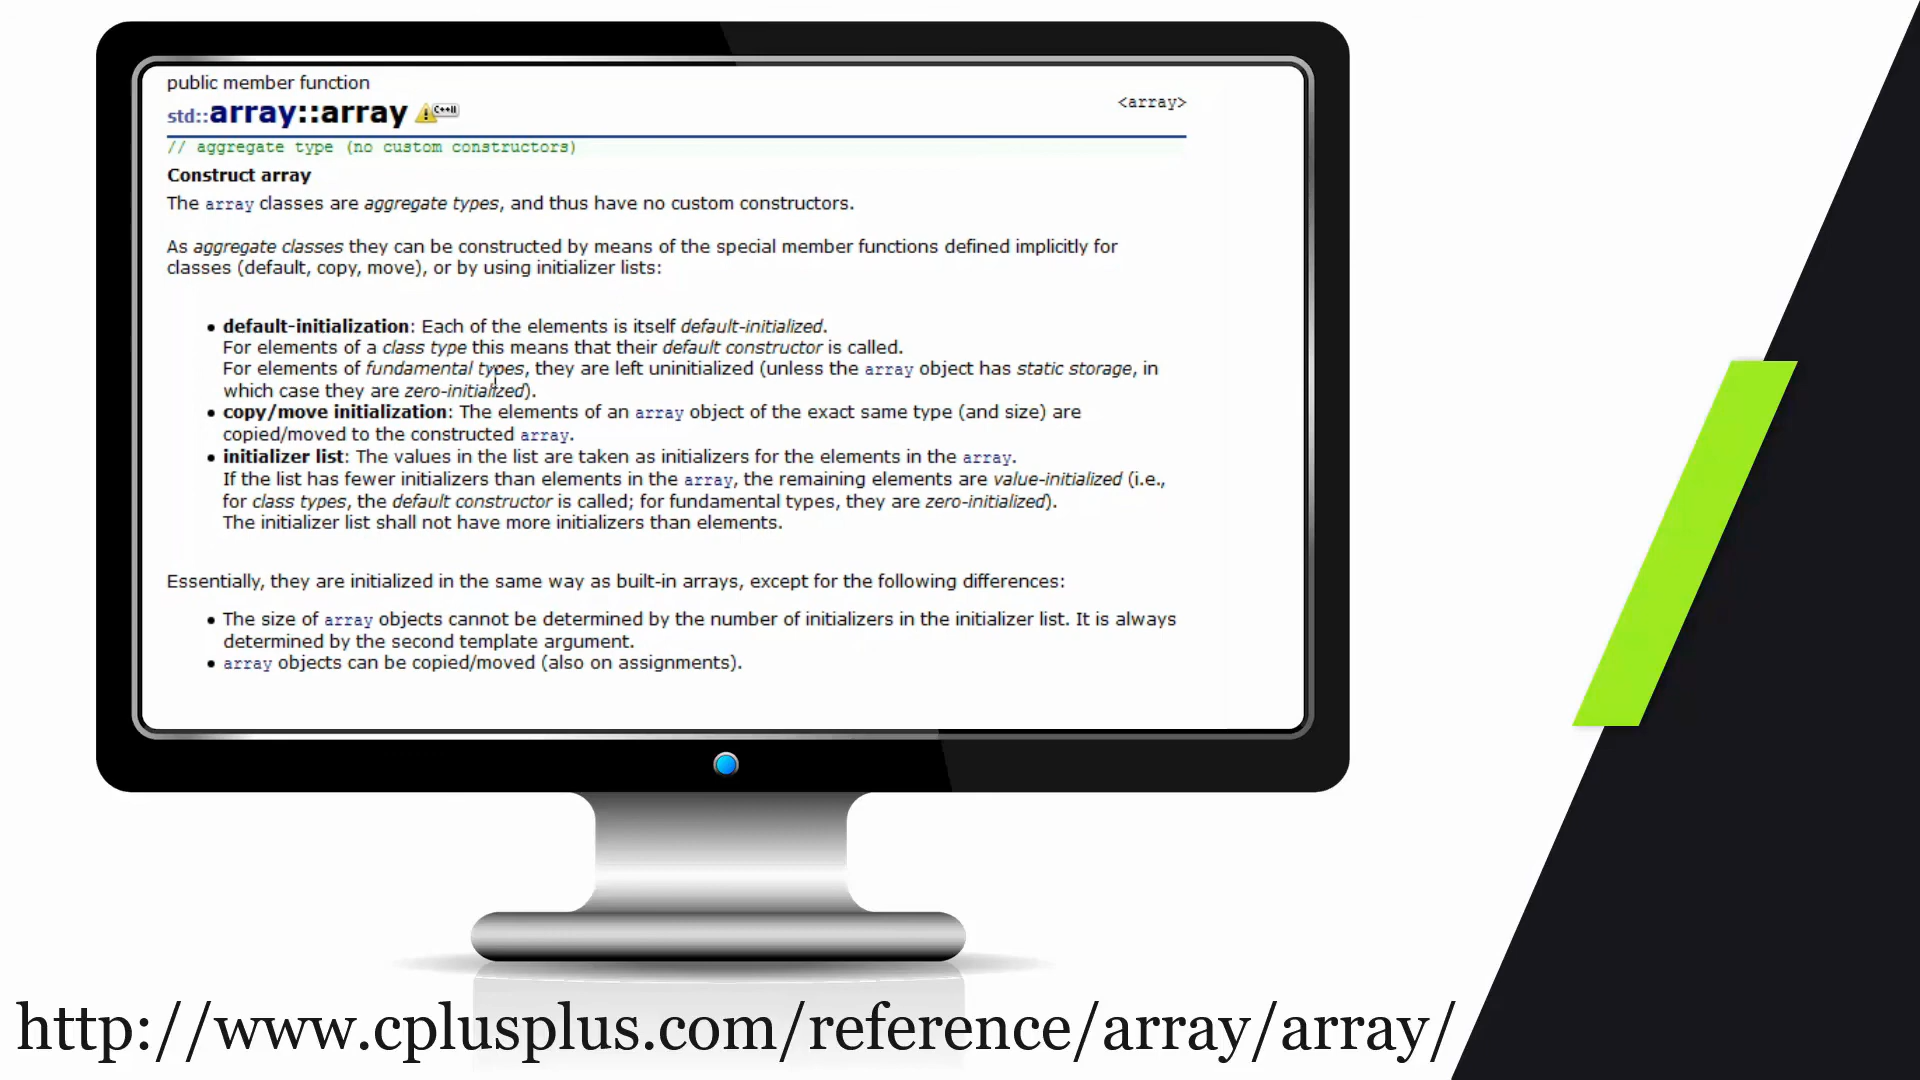 public member function
std::array::array C++11
<array>
// aggregate type (no custom constructors)
Construct array
The array classes are aggregate types, and thus have no custom constructors.
As aggregate classes they can be constructed by means of the special member functions defined implicitly for
classes (default, copy, move), or by using initializer lists:
• default-initialization: Each of the elements is itself default-initialized.
For elements of a class type this means that their default constructor is called.
For elements of fundamental types, they are left uninitialized (unless the array object has static storage, in
which case they are zero-initialized).
• copy/move initialization: The elements of an array object of the exact same type (and size) are
copied/moved to the constructed array.
• initializer list: The values in the list are taken as initializers for the elements in the array.
If the list has fewer initializers than elements in the array, the remaining elements are value-initialized (i.e.,
for class types, the default constructor is called; for fundamental types, they are zero-initialized).
The initializer list shall not have more initializers than elements.
Essentially, they are initialized in the same way as built-in arrays, except for the following differences:
• The size of array objects cannot be determined by the number of initializers in the initializer list. It is always
determined by the second template argument.
• array objects can be copied/moved (also on assignments).
http://www.cplusplus.com/reference/array/array/